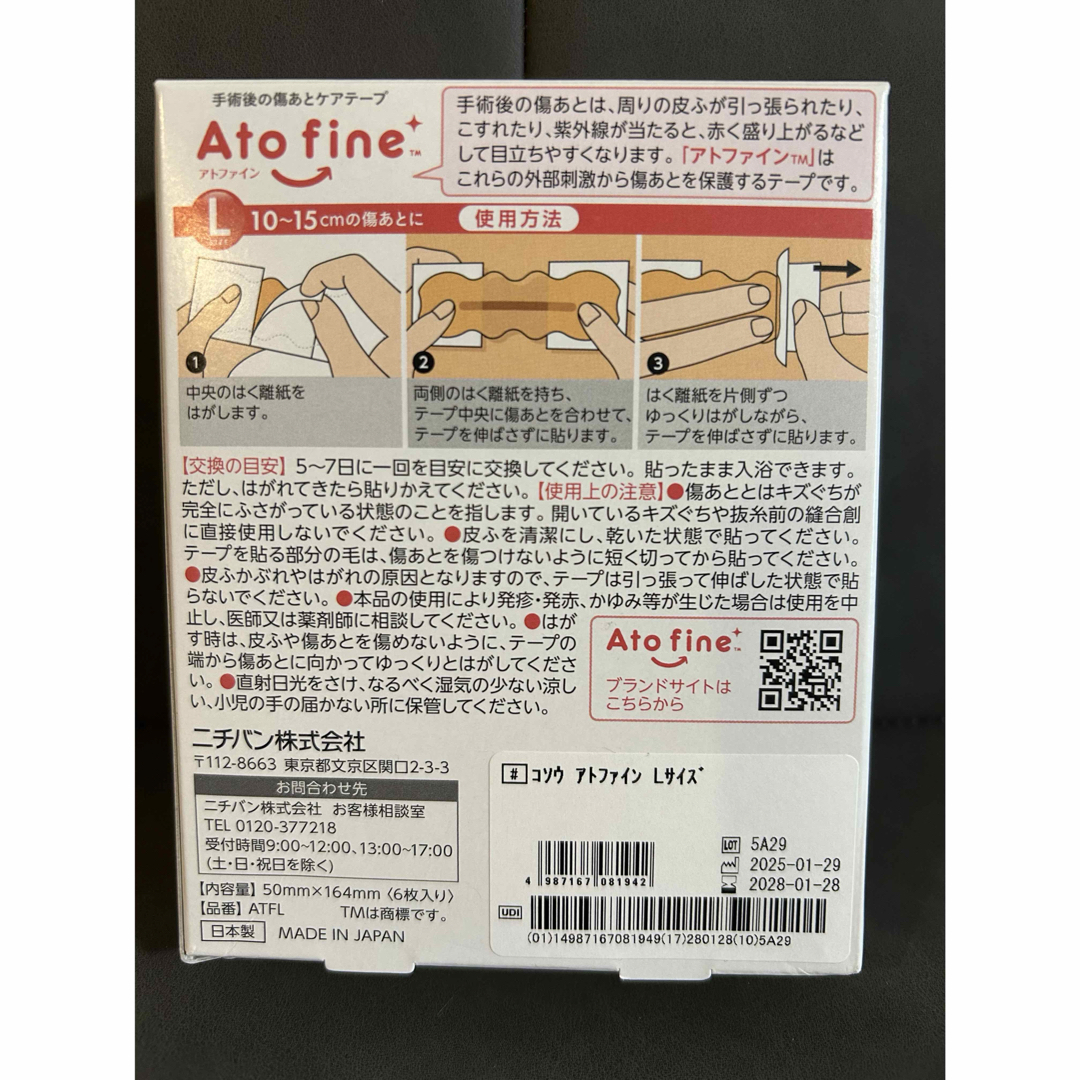 手術後の傷あとケアテープ
Ato fine™
アトファイン
手術後の傷あとは、周りの皮ふが引っ張られたり、
こすれたり、紫外線が当たると、赤く盛り上がるなど
して目立ちやすくなります。「アトファイン™」は
これらの外部刺激から傷あとを保護するテープです。
L
10~15cmの傷あとに
使用方法
1
中央のはく離紙を
はがします。
2
両側のはく離紙を持ち、
テープ中央に傷あとを合わせて、
テープを伸ばさずに貼ります。
3
はく離紙を片側ずつ
ゆっくりはがしながら、
テープを伸ばさずに貼ります。
【交換の目安】5~7日に一回を目安に交換してください。貼ったまま入浴できます。
ただし、はがれてきたら貼りかえてください。【使用上の注意】●傷あととはキズぐちが
完全にふさがっている状態のことを指します。開いているキズぐちや抜糸前の縫合創
に直接使用しないでください。●皮ふを清潔にし、乾いた状態で貼ってください。
テープを貼る部分の毛は、傷あとを傷つけないように短く切ってから貼ってください。
●皮ふかぶれやはがれの原因となりますので、テープは引っ張って伸ばした状態で貼
らないでください。●本品の使用により発疹・発赤、かゆみ等が生じた場合は使用を中
止し、医師又は薬剤師に相談してください。●はが
す時は、皮ふや傷あとを傷めないように、テープの
端から傷あとに向かってゆっくりとはがしてくださ
い。●直射日光をさけ、なるべく湿気の少ない涼し
い、小児の手の届かない所に保管してください。
Ato fine™
ブランドサイトは
こちらから
ニチバン株式会社
〒112-8663 東京都文京区関口2-3-3
お問合わせ先
ニチバン株式会社 お客様相談室
TEL 0120-377218
受付時間9:00~12:00、13:00~17:00
(土・日・祝日を除く)
【内容量】50mm×164mm〈6枚入り〉
【品番】ATFL TMは商標です。
日本製 MADE IN JAPAN
# コソウ アトファイン Lサイズ
4 987167 081942
LOT 5A29
2025-01-29
2028-01-28
UDI
(01)14987167081949(17)280128(10)5A29